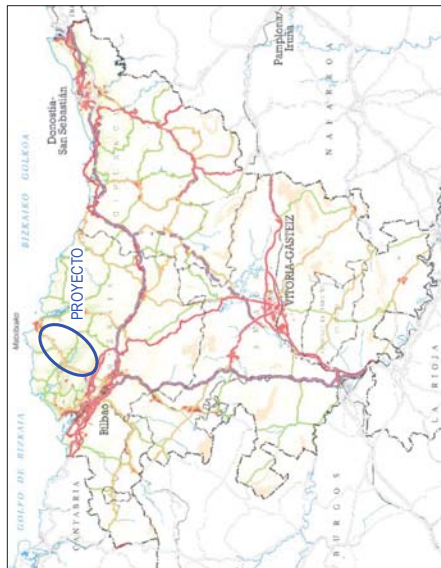 GOLFO DE BIZKAIA
BIZKAIKO GOLKOA
PROYECTO
Donostia-
San Sebastián
Pamplona/
Iruña
NAFARROA
Bilbao
CANTABRIA
VITORIA-GASTEIZ
BURGOS
LA RIOJA